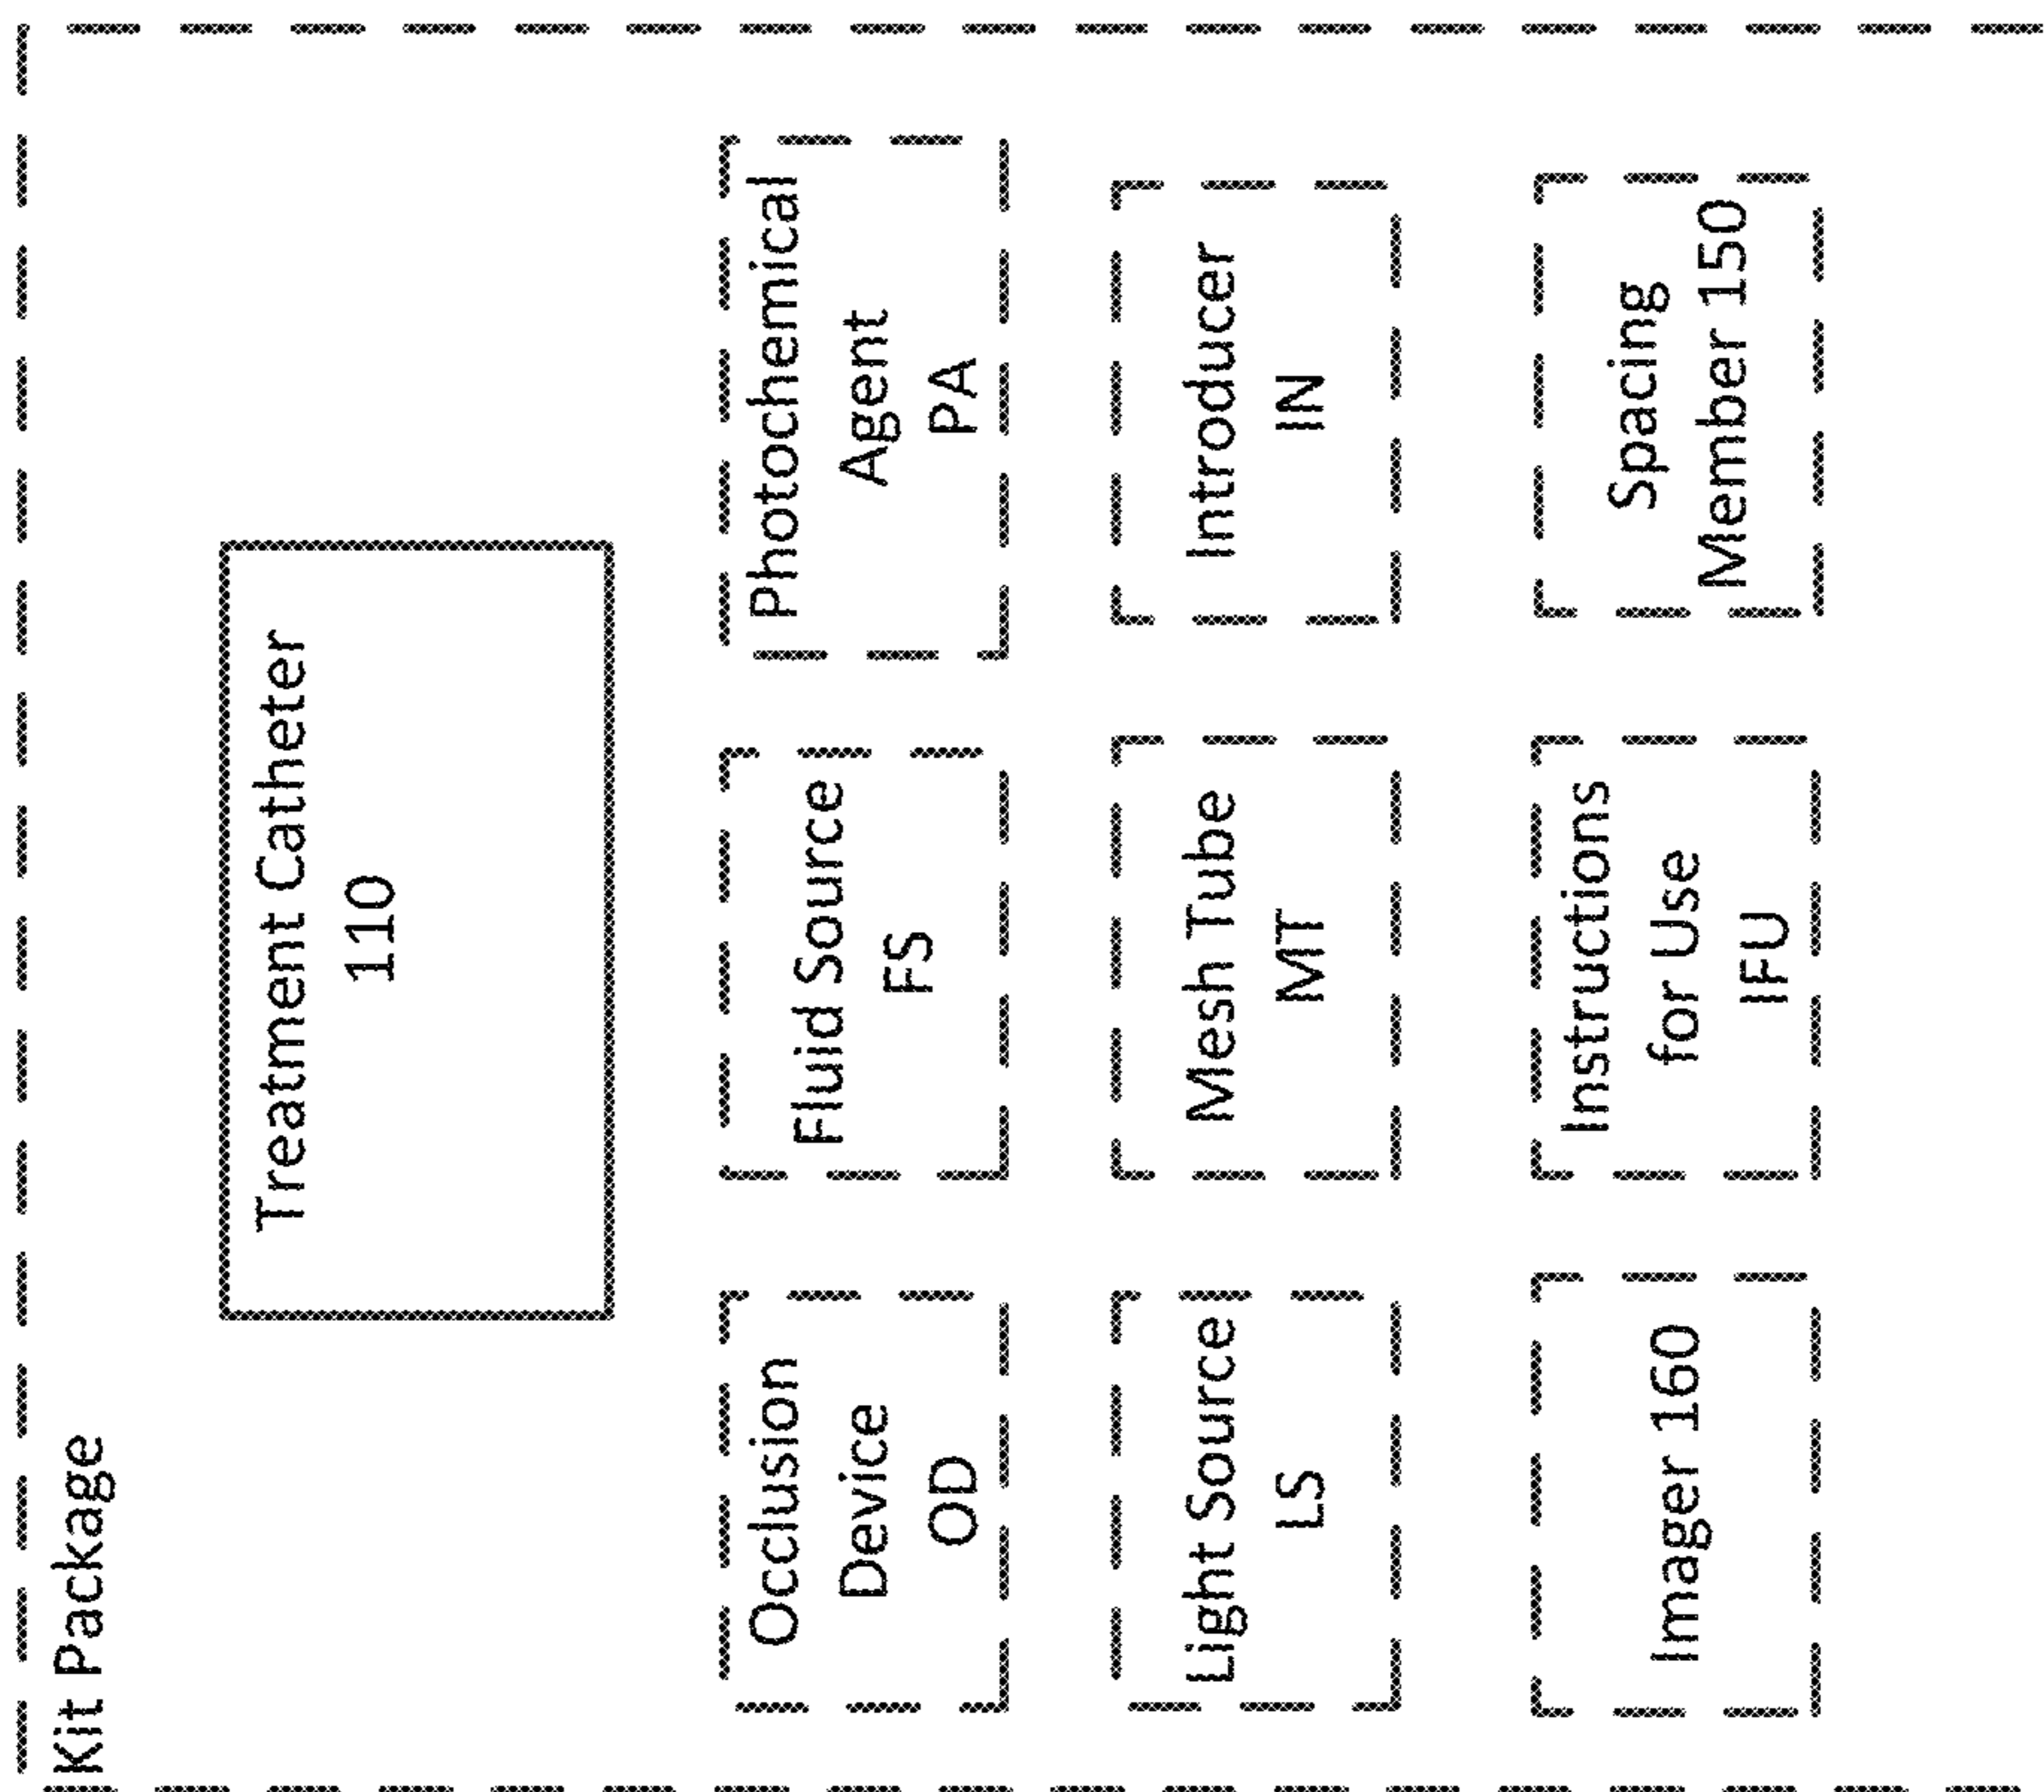 Kit Package
Treatment Catheter
110
Occlusion
Device
OD
Fluid Source
FS
Photochemical
Agent
PA
Light Source
LS
Mesh Tube
MT
Introducer
IN
Imager 160
Instructions
for Use
IFU
Spacing
Member 150